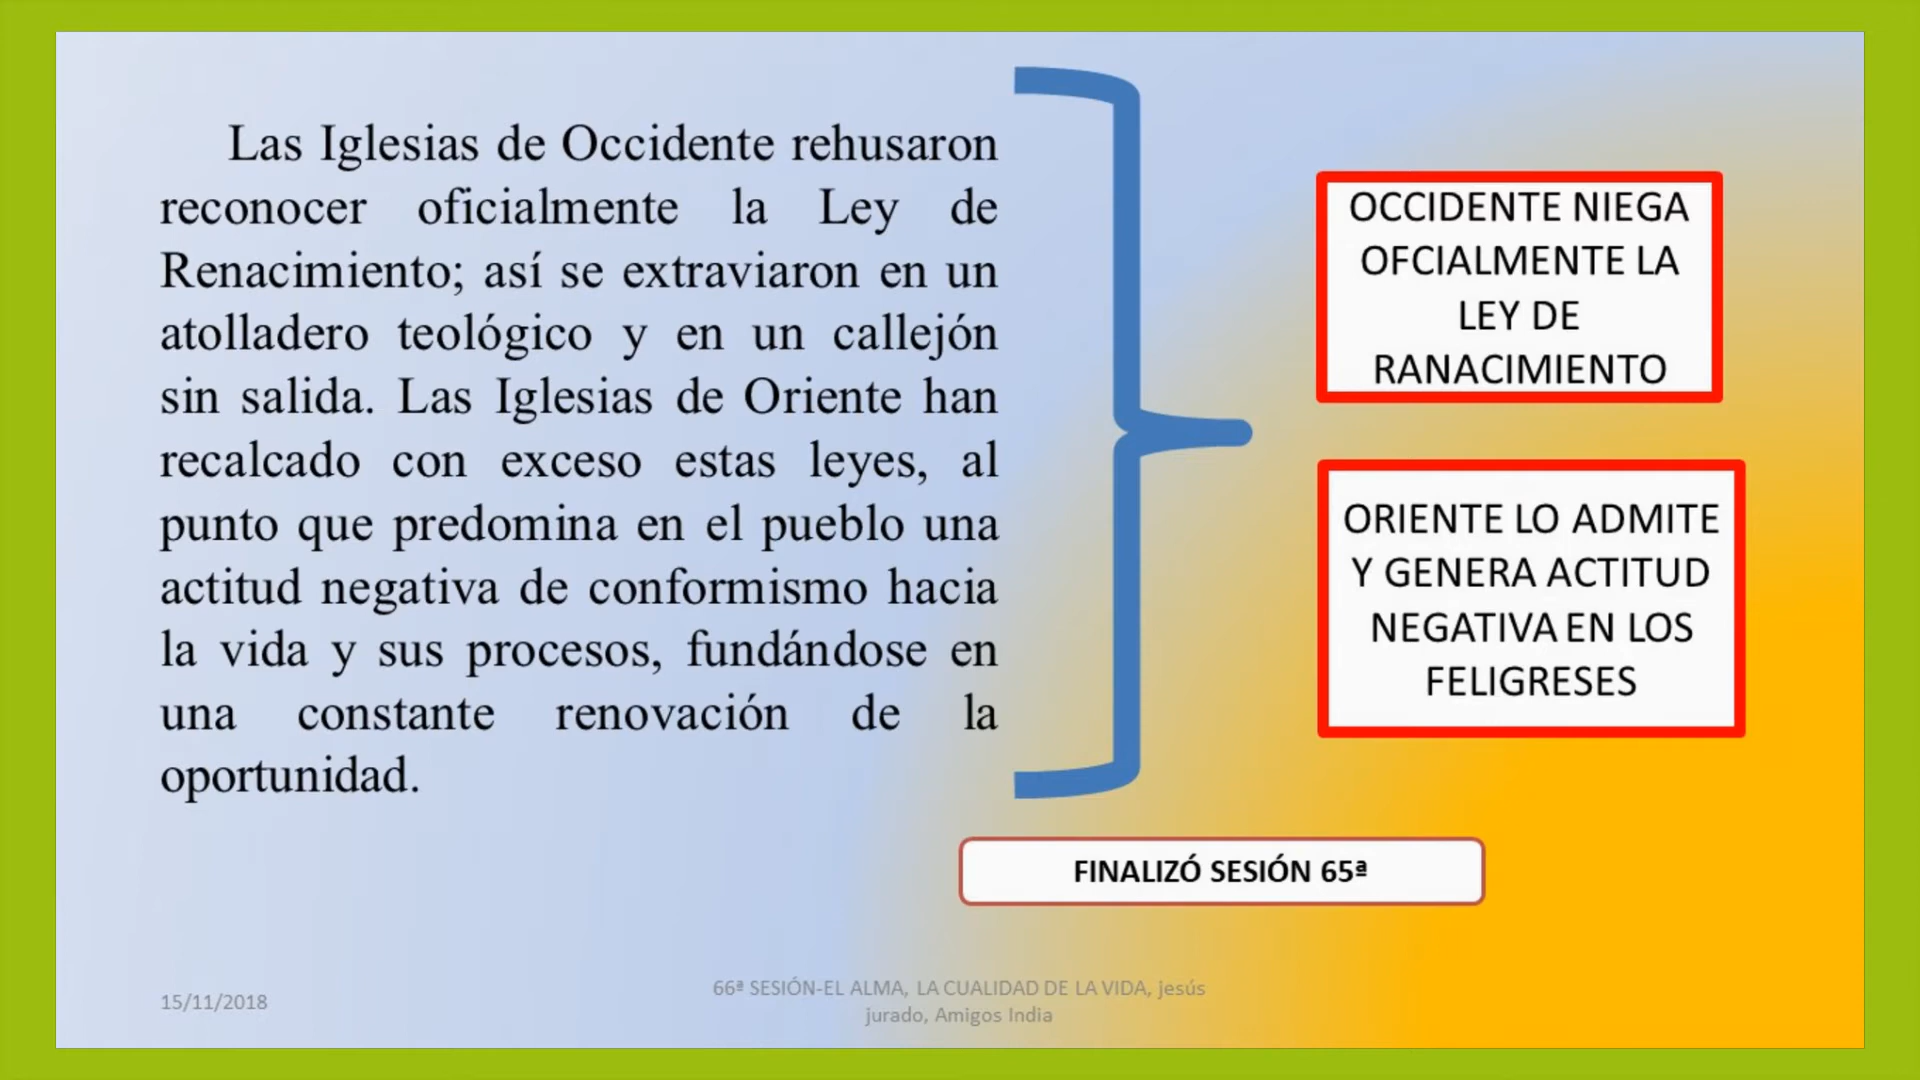 Las Iglesias de Occidente rehusaron
reconocer oficialmente la Ley de
Renacimiento; así se extraviaron en un
atolladero teológico y en un callejón
sin salida. Las Iglesias de Oriente han
recalcado con exceso estas leyes, al
punto que predomina en el pueblo una
actitud negativa de conformismo hacia
la vida y sus procesos, fundándose en
una constante renovación de la
oportunidad.
OCCIDENTE NIEGA
OFCIALMENTE LA
LEY DE
RANACIMIENTO
ORIENTE LO ADMITE
Y GENERA ACTITUD
NEGATIVA EN LOS
FELIGRESES
FINALIZÓ SESIÓN 65ª
15/11/2018
66ª SESIÓN-EL ALMA, LA CUALIDAD DE LA VIDA, jesús
jurado, Amigos India